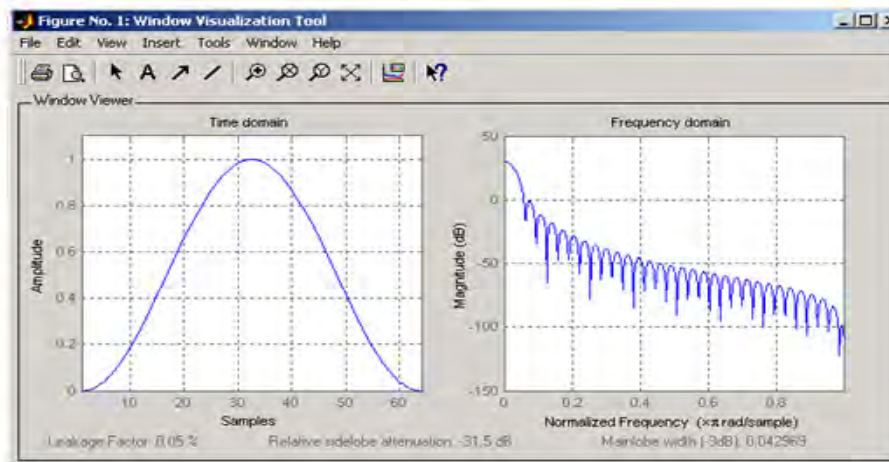 Figure No. 1: Window Visualization Tool
File Edit View Insert Tools Window Help
A
Window Viewer
Time domain
Amplitude
1
0.8
0.6
0.4
0.2
0
10 20 30 40 50 60
Samples
Frequency domain
Magnitude (dB)
50
0
-50
-100
-150
0 0.2 0.4 0.6 0.8
Normalized Frequency (×π rad/sample)
Leakage Factor: 0.05 %
Relative sidelobe attenuation: -31.5 dB
Mainlobe width (-3dB): 0.042969